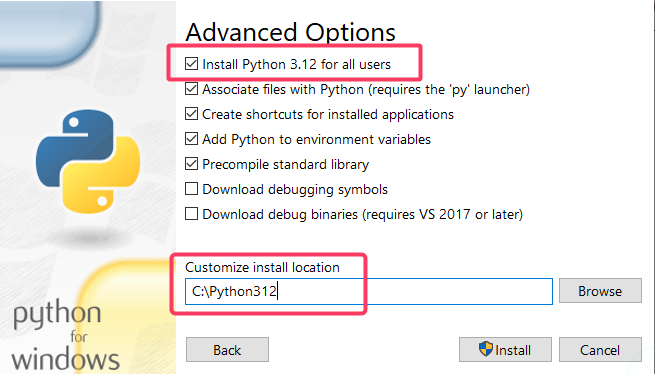 Advanced Options
Install Python 3.12 for all users
Associate files with Python (requires the 'py' launcher)
Create shortcuts for installed applications
Add Python to environment variables
Precompile standard library
Download debugging symbols
Download debug binaries (requires VS 2017 or later)
Customize install location
C:\Python312
Browse
python
for
windows
Back
Install
Cancel